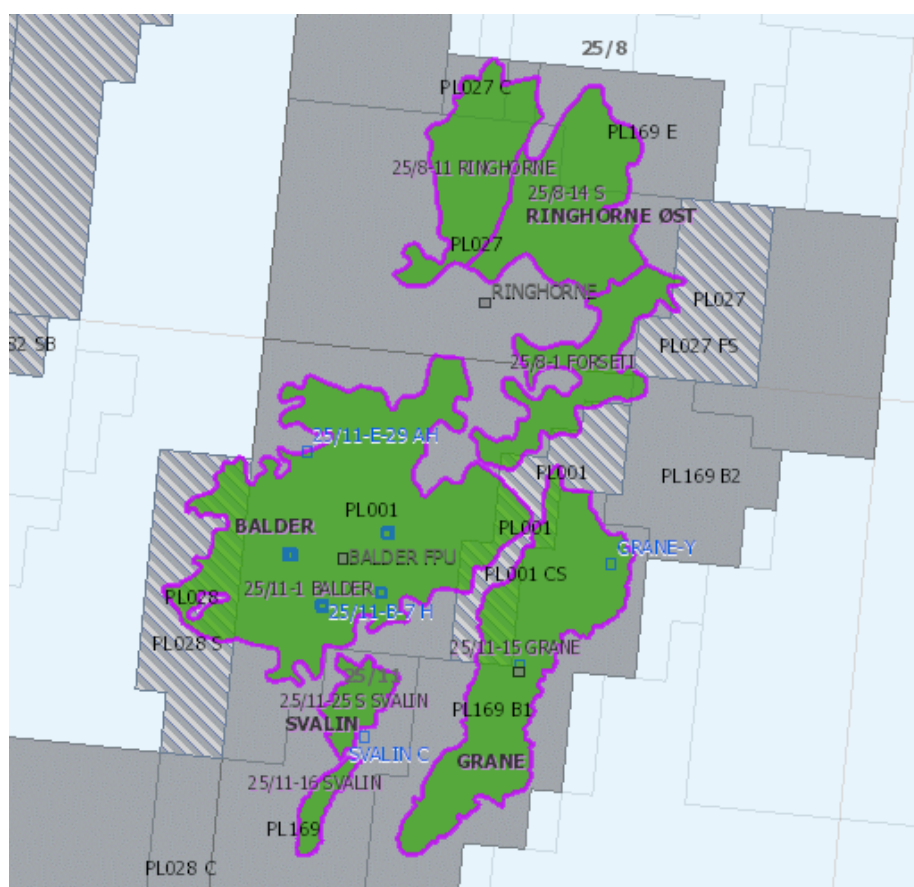 25/8
PL027 C
PL169 E
25/8-11 RINGHORNE
25/8-14 S
RINGHORNE ØST
PL027
RINGHORNE
PL027
PL027 FS
32 SB
25/8-1 FORSETI
25/11-E-29 AH
PL001
PL169 B2
PL001
BALDER
PL001
BALDER FPU
GRANE-Y
PL001 CS
25/11-1 BALDER
PL028
25/11-B-7 H
PL028 S
25/11-15 GRANE
25/11
25/11-25 S SVALIN
PL169 B1
SVALIN
SVALIN C
GRANE
25/11-16 SVALIN
PL169
PL028 C